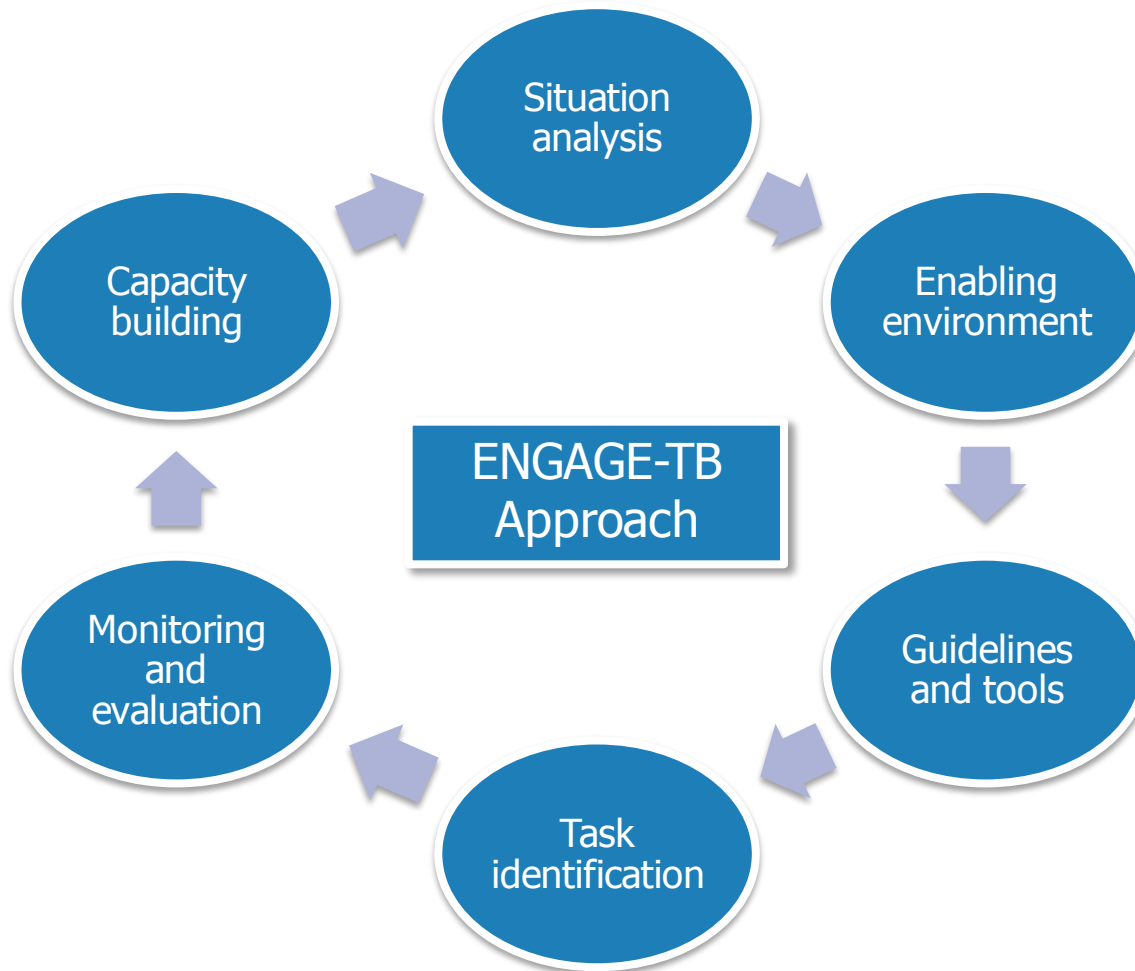 Situation
analysis
Enabling
environment
Guidelines
and tools
Task
identification
Monitoring
and
evaluation
Capacity
building
ENGAGE-TB
Approach